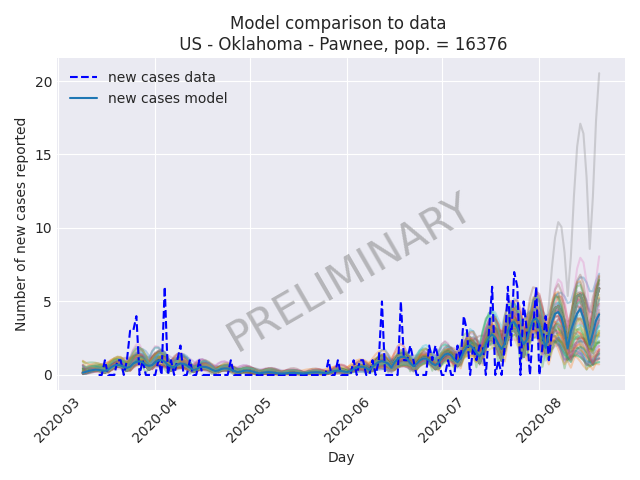 Model comparison to data
US - Oklahoma - Pawnee, pop. = 16376
new cases data
new cases model
Number of new cases reported
20
15
10
5
0
PRELIMINARY
2020-03
2020-04
2020-05
2020-06
2020-07
2020-08
Day